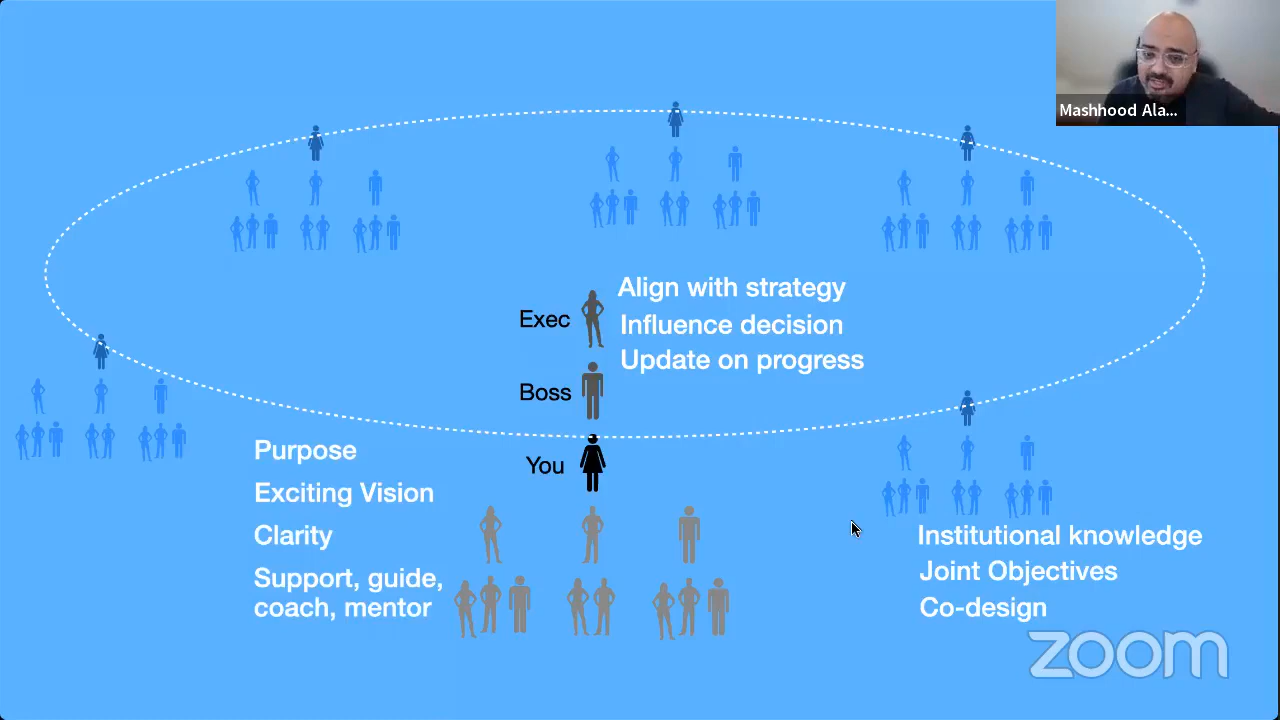 Mashhood Ala...
Align with strategy
Exec
Influence decision
Update on progress
Boss
Purpose
You
Exciting Vision
Clarity
Support, guide,
coach, mentor
Institutional knowledge
Joint Objectives
Co-design
zoom